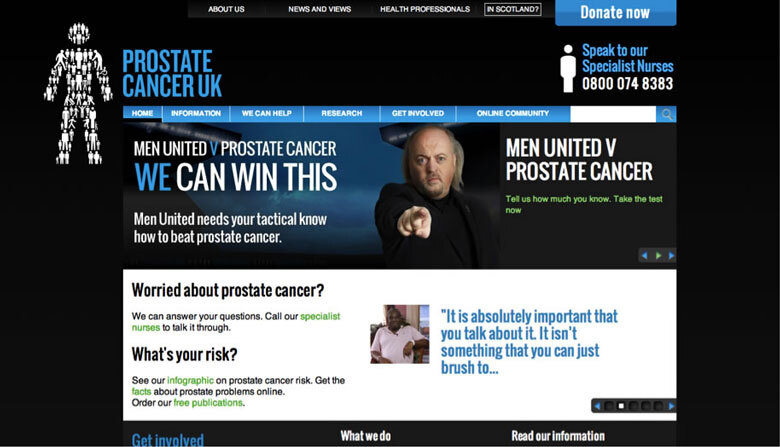 ABOUT US
NEWS AND VIEWS
HEALTH PROFESSIONALS
IN SCOTLAND?
Donate now
PROSTATE
CANCER UK
Speak to our
Specialist Nurses
0800 074 8383
HOME
INFORMATION
WE CAN HELP
RESEARCH
GET INVOLVED
ONLINE COMMUNITY
MEN UNITED V PROSTATE CANCER
WE CAN WIN THIS
Men United needs your tactical know
how to beat prostate cancer.
MEN UNITED V
PROSTATE CANCER
Tell us how much you know. Take the test
now
Worried about prostate cancer?
We can answer your questions. Call our specialist
nurses to talk it through.
What's your risk?
See our infographic on prostate cancer risk. Get the
facts about prostate problems online.
Order our free publications.
"It is absolutely important that
you talk about it. It isn't
something that you can just
brush to...
Get involved
What we do
Read our information